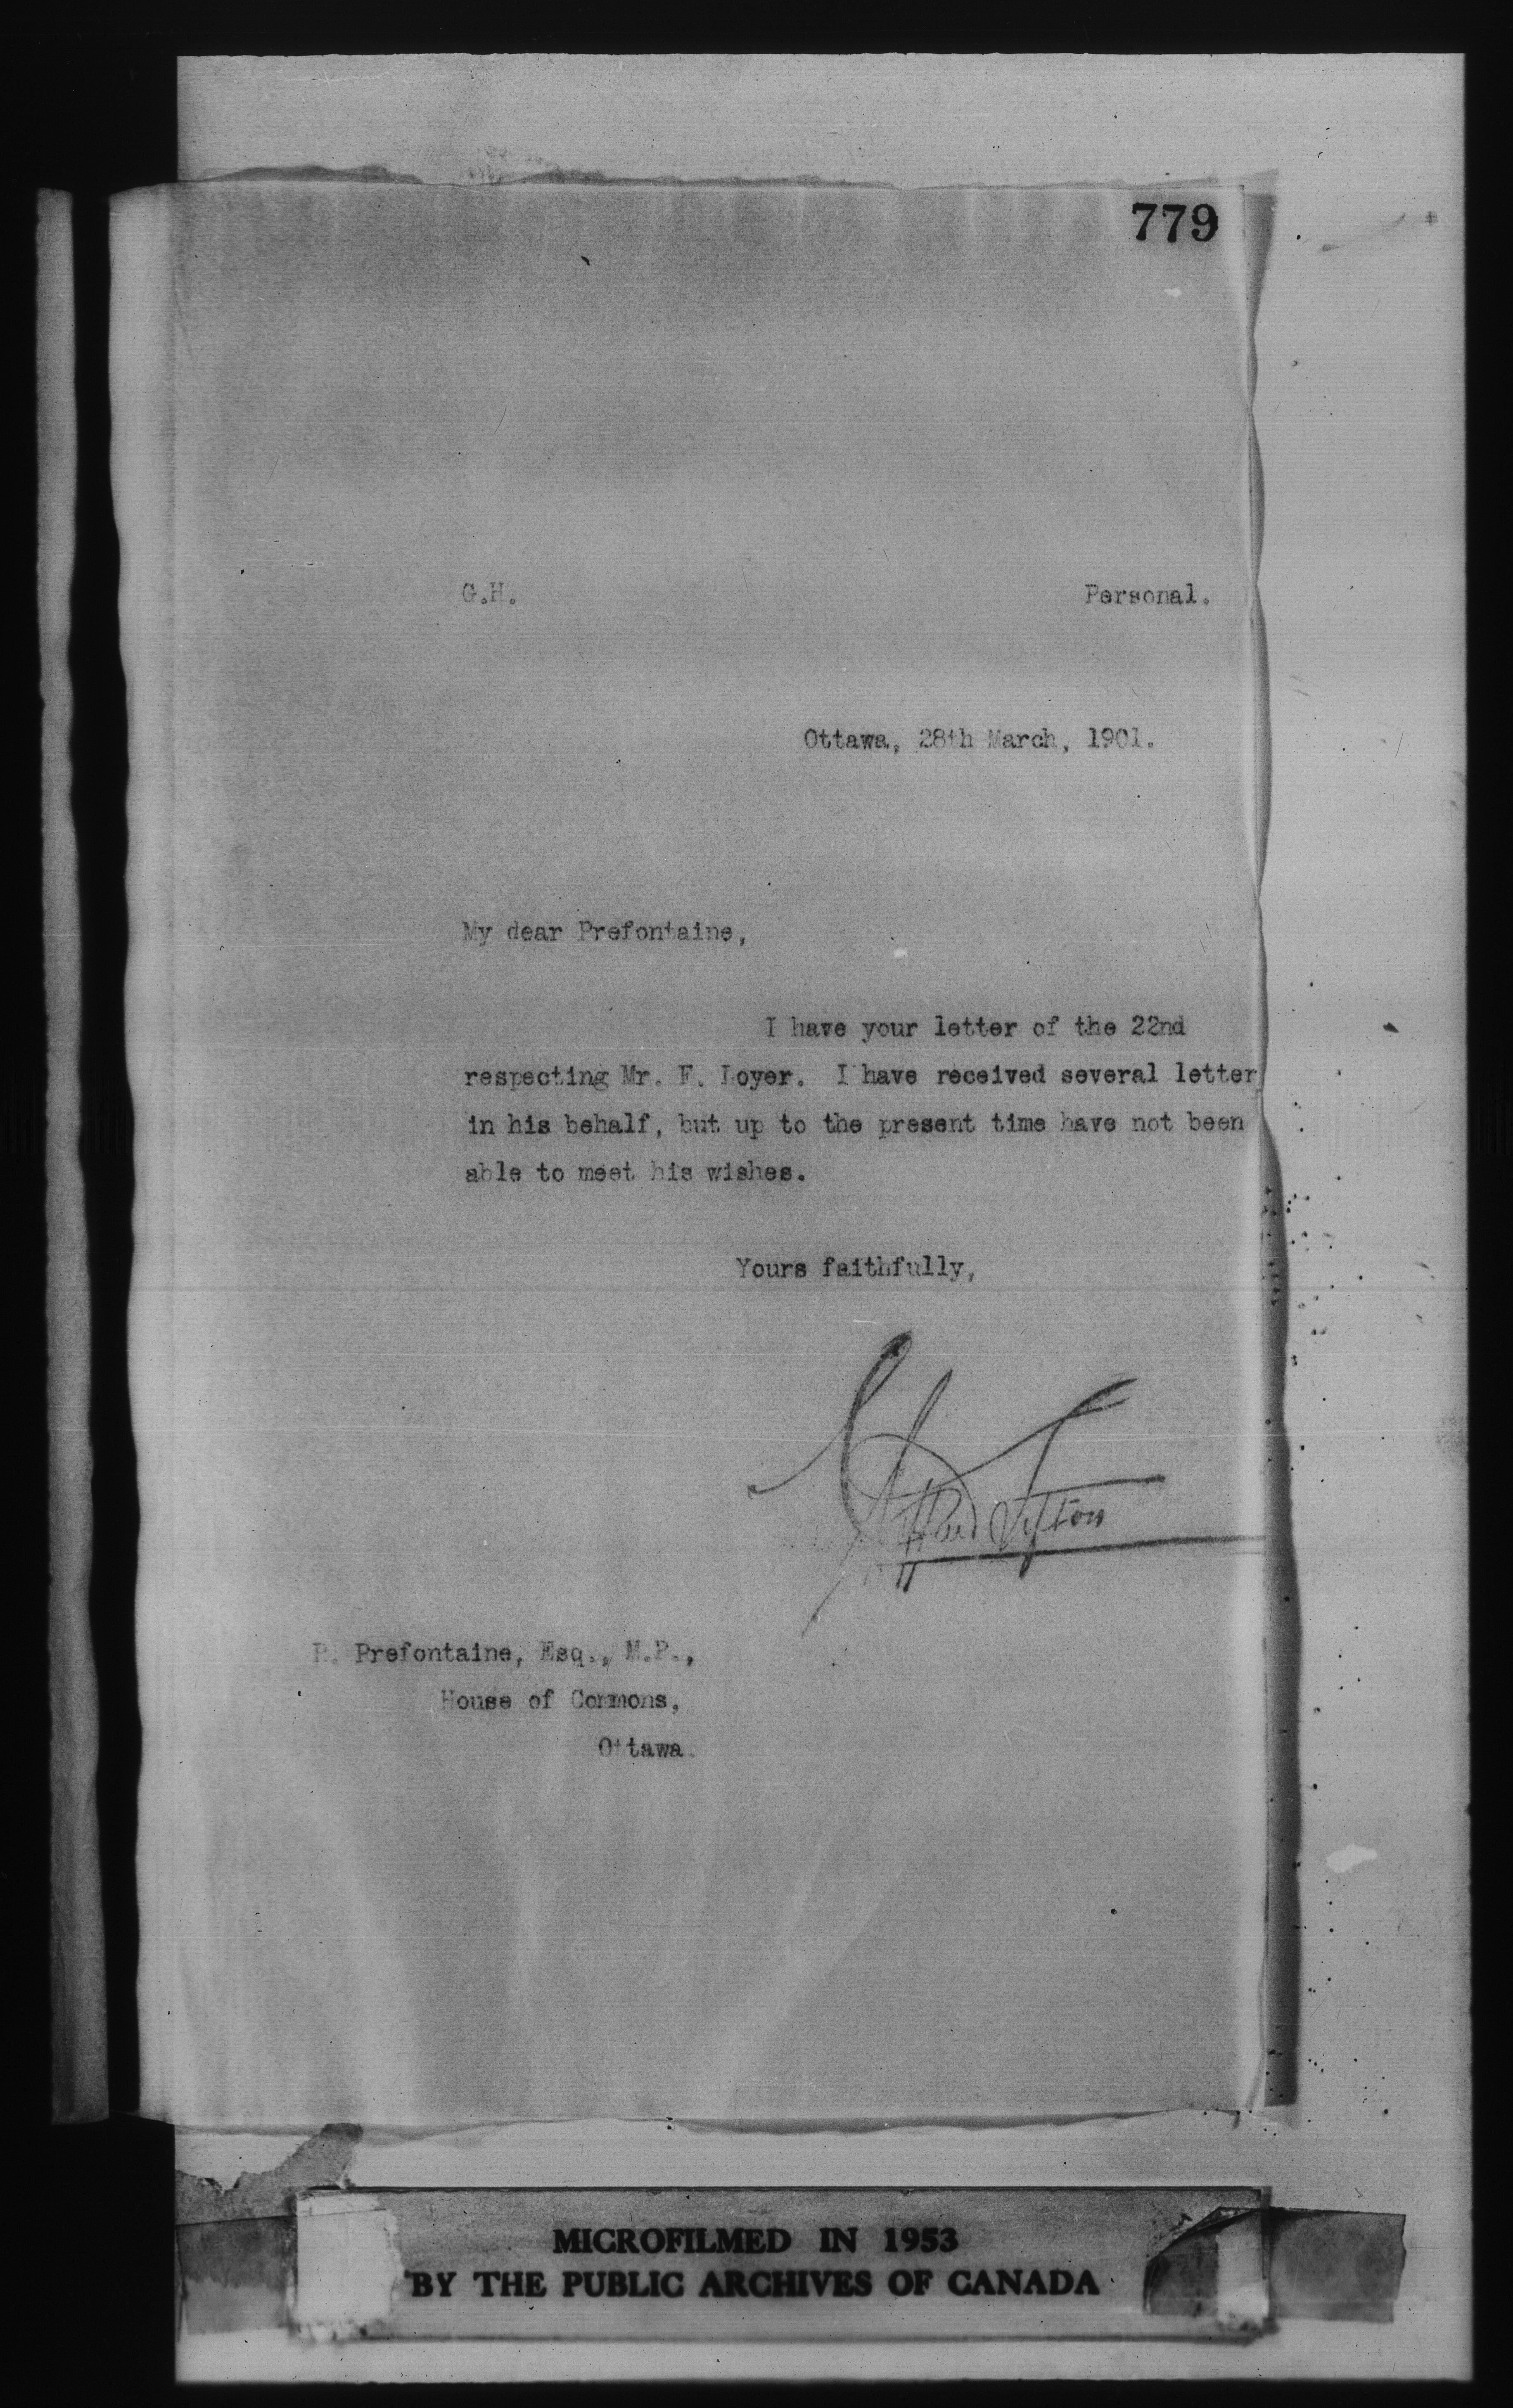 779
G.H. Personal.
Ottawa, 28th March, 1901.
My dear Prefontaine,
I have your letter of the 22nd
respecting Mr. F. Loyer. I have received several letter
in his behalf, but up to the present time have not been
able to meet his wishes.
Yours faithfully,
Clifford Sifton
R. Prefontaine, Esq., M.P.,
House of Commons,
Ottawa.
MICROFILMED IN 1953
BY THE PUBLIC ARCHIVES OF CANADA